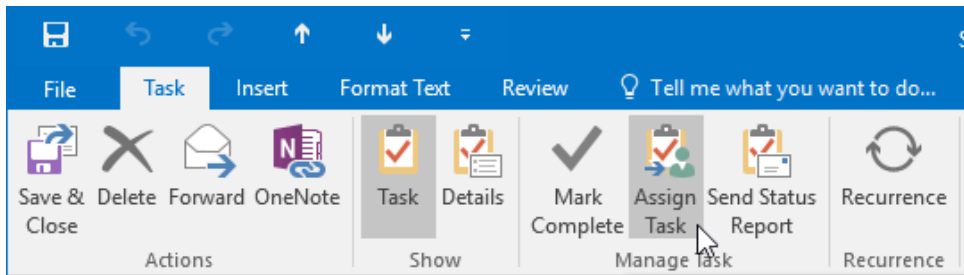 S
File Task Insert Format Text Review Tell me what you want to do...
Save & Close Delete Forward OneNote Task Details Mark Complete Assign Task Send Status Report Recurrence
Actions Show Manage Task Recurrence